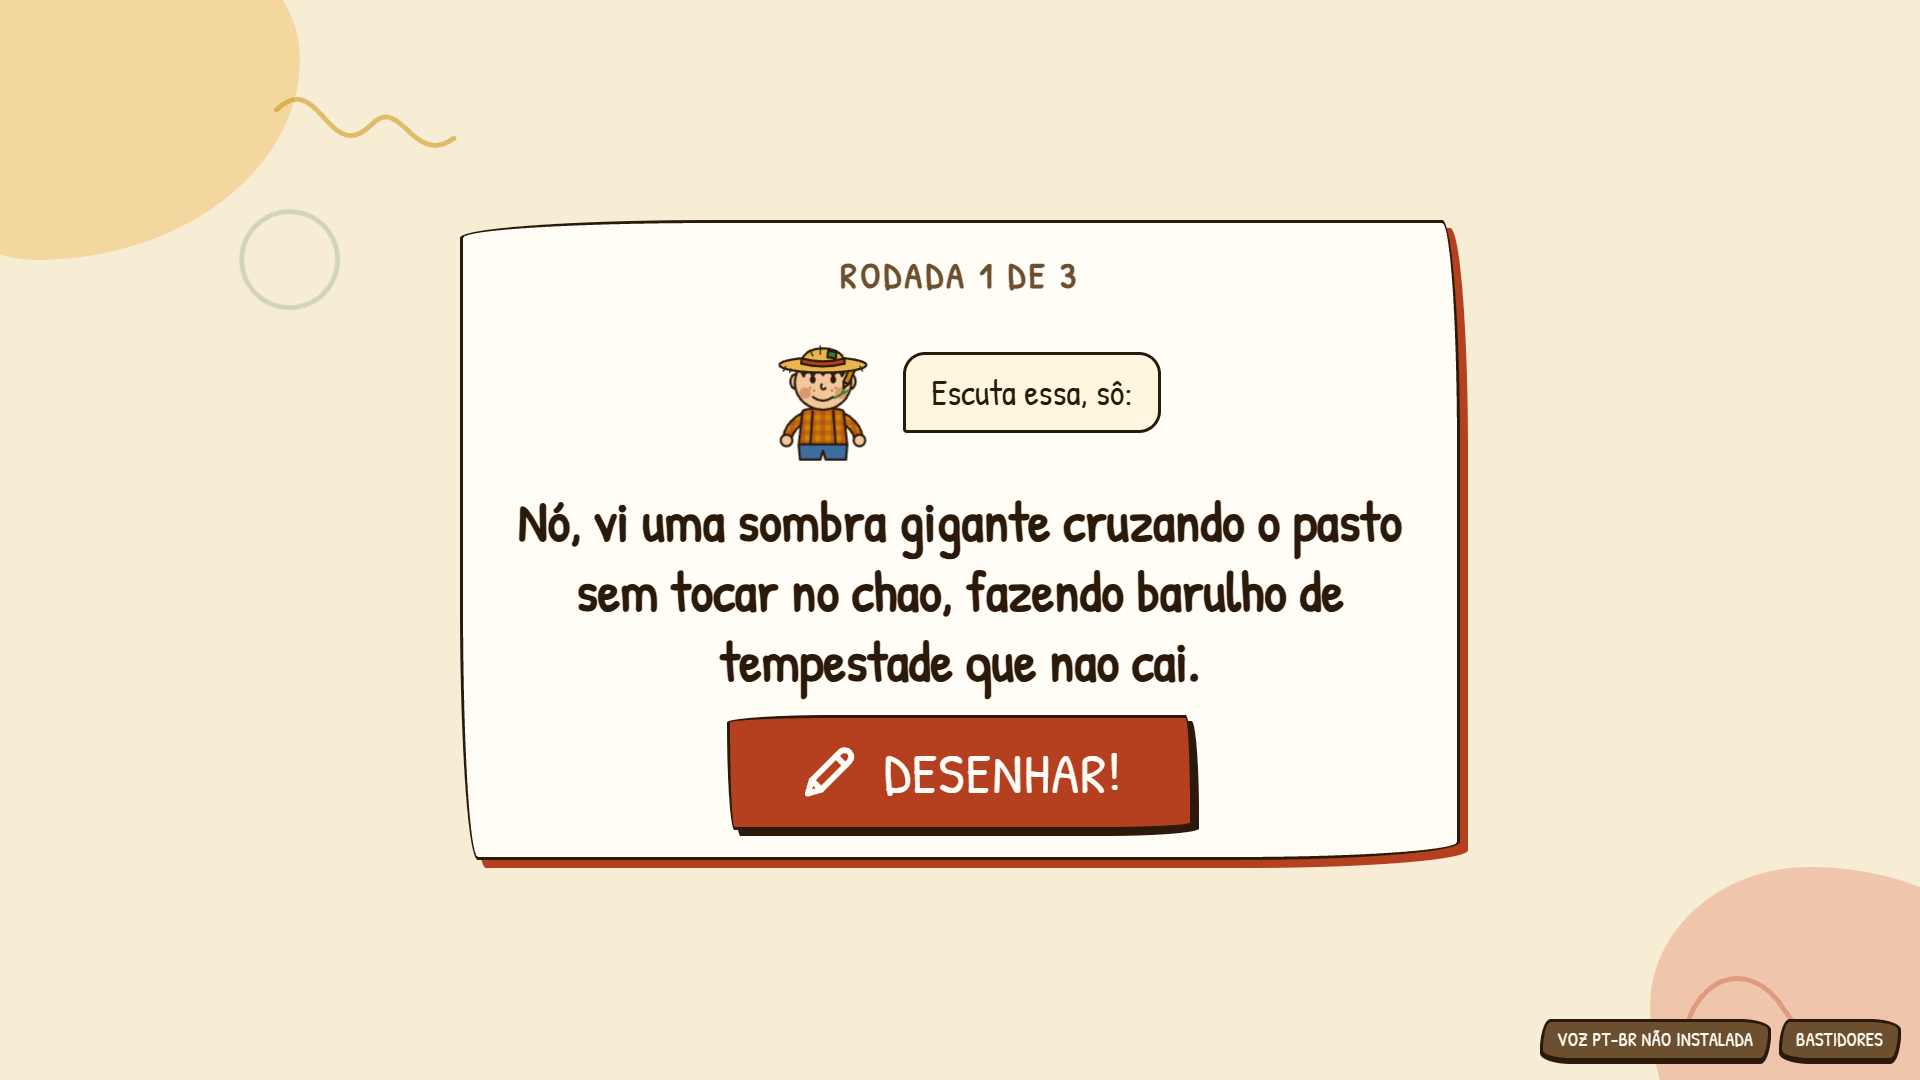 RODADA 1 DE 3
Escuta essa, sô:
Nó, vi uma sombra gigante cruzando o pasto
sem tocar no chao, fazendo barulho de
tempestade que nao cai.
DESENHAR!
VOZ PT-BR NÃO INSTALADA
BASTIDORES